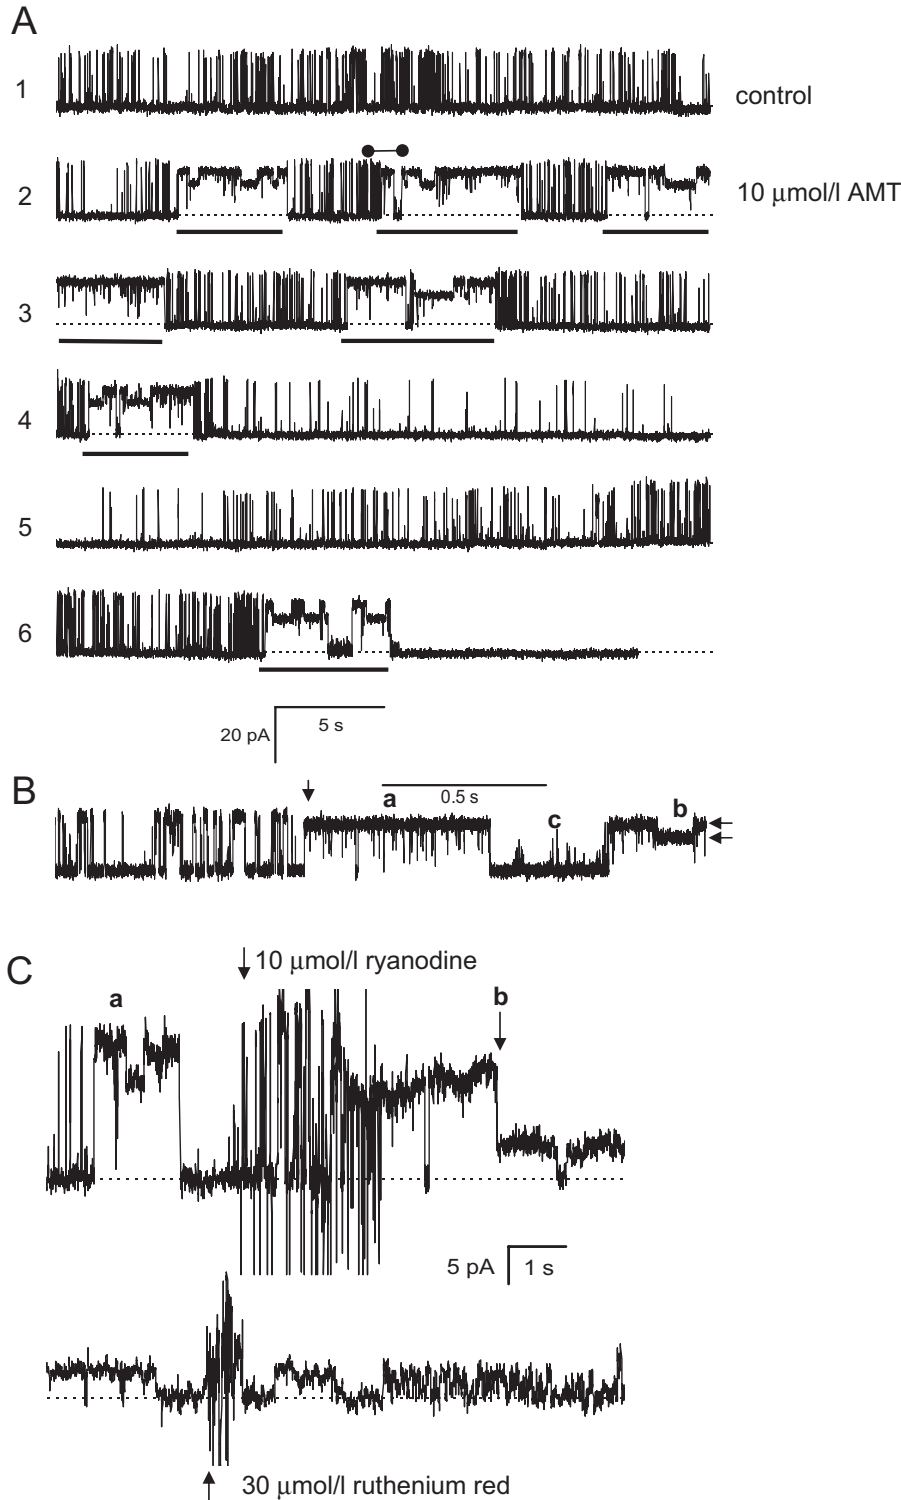 A
1
control
2
10 μmol/l AMT
3
4
5
6
20 pA
5 s
B
a
0.5 s
c
b
C
10 μmol/l ryanodine
a
b
5 pA
1 s
30 μmol/l ruthenium red